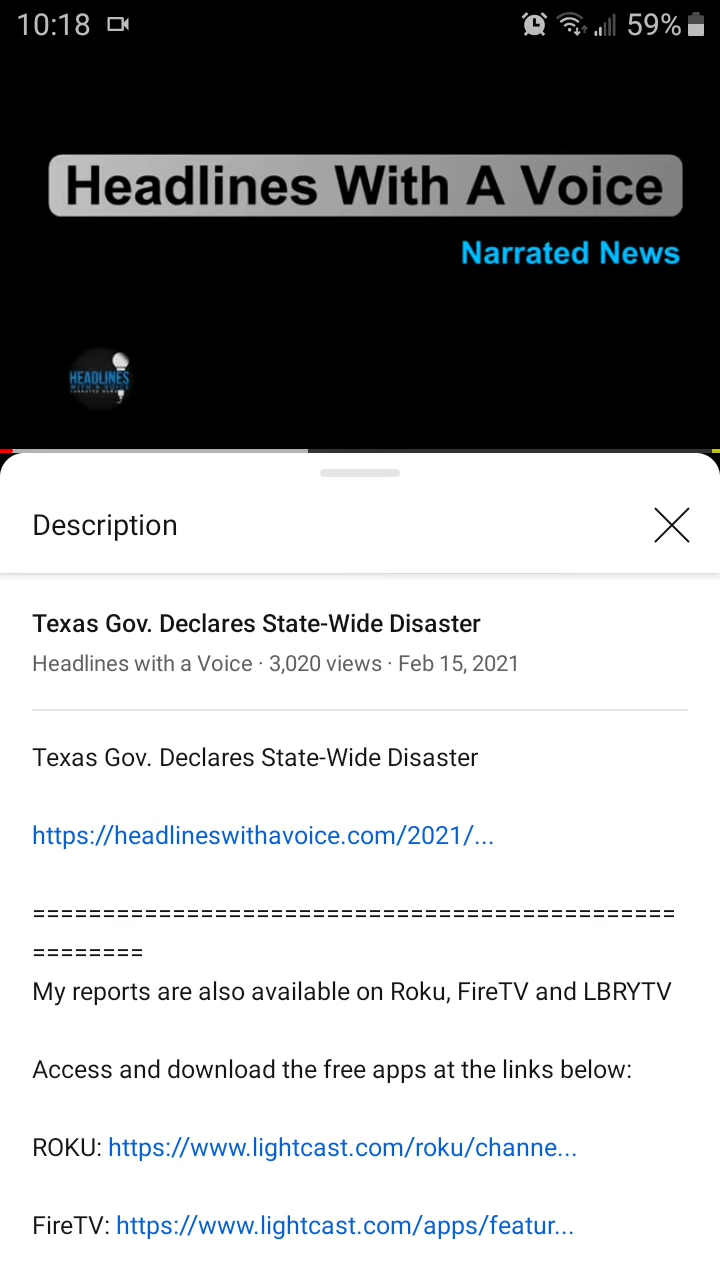 10:18 59%
Headlines With A Voice
Narrated News
HEADLINES
WITH A VOICE
Description
Texas Gov. Declares State-Wide Disaster
Headlines with a Voice · 3,020 views · Feb 15, 2021
Texas Gov. Declares State-Wide Disaster
https://headlineswithavoice.com/2021/...
==============================================
========
My reports are also available on Roku, FireTV and LBRYTV
Access and download the free apps at the links below:
ROKU: https://www.lightcast.com/roku/channe...
FireTV: https://www.lightcast.com/apps/featur...